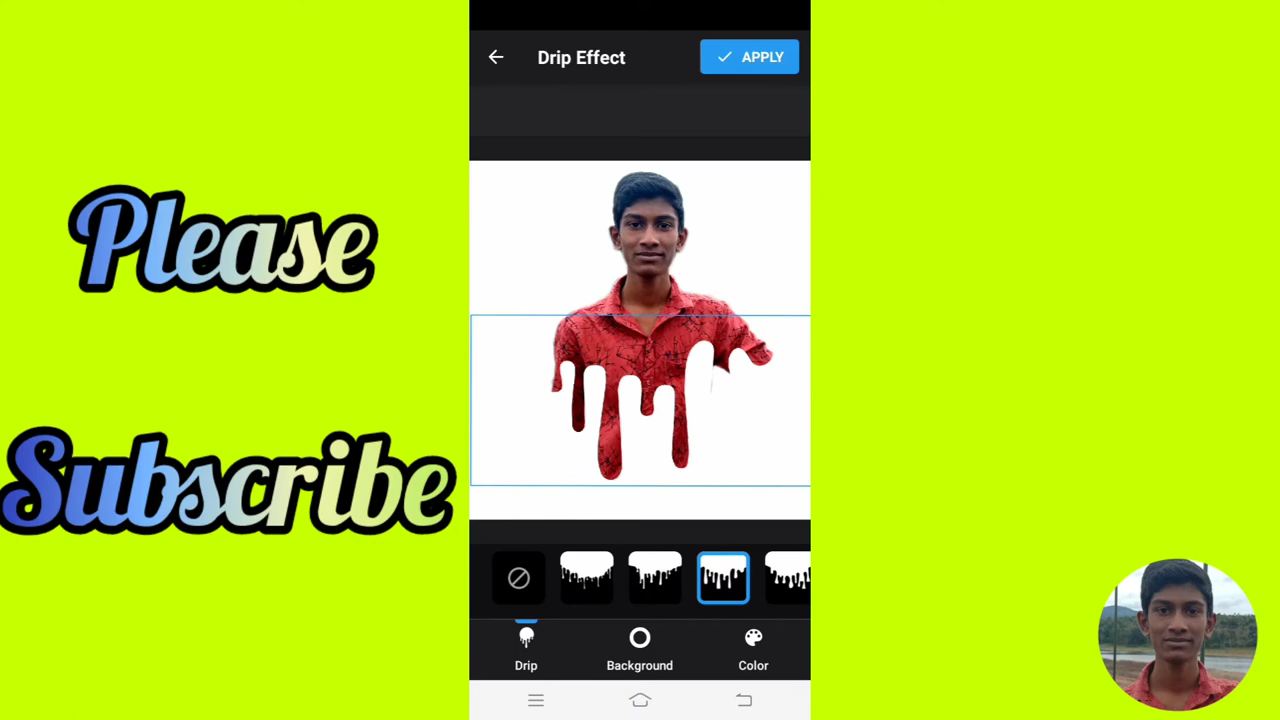 Drip Effect
APPLY
Please
Subscribe
Drip
Background
Color